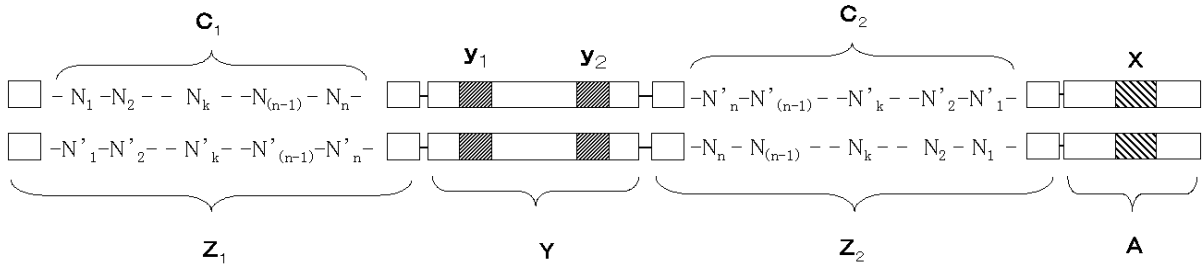 C₁ C₂
y₁ y₂ X
- N₁ -N₂ - - Nₖ - -N₍ₙ₋₁₎ - Nₙ- -N'ₙ-N'₍ₙ₋₁₎- -N'ₖ- -N'₂-N'₁-
-N'₁-N'₂- -N'ₖ- -N'₍ₙ₋₁₎-N'ₙ- -Nₙ- N₍ₙ₋₁₎- - Nₖ - - N₂ - N₁ -
Z₁ Y Z₂ A